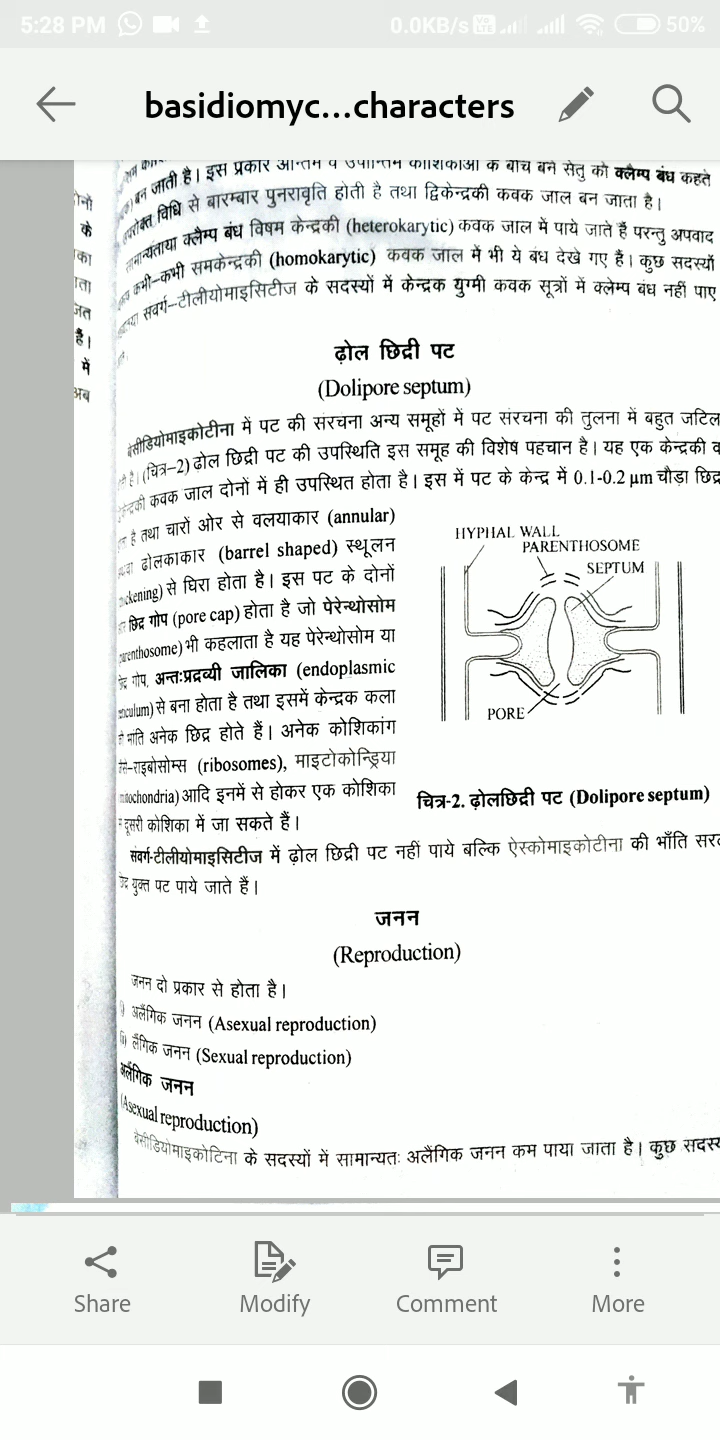 5:28 PM
0.0KB/s
50%
basidiomyc...characters
बन जाती है। इस प्रकार अन्तिम व उपान्तिम कोशिकाओं के बीच बने सेतु को क्लैम्प बंध कहते
विधि से बारम्बार पुनरावृति होती है तथा द्विकेन्द्रकी कवक जाल बन जाता है।
सामान्यताया क्लैम्प बंध विषम केन्द्रकी (heterokarytic) कवक जाल में पाये जाते हैं परन्तु अपवाद
कभी-कभी समकेन्द्रकी (homokarytic) कवक जाल में भी ये बंध देखे गए है। कुछ सदस्यों
संवर्ग-टीलीयोमाइसिटीज के सदस्यों में केन्द्रक युग्मी कवक सूत्रों में क्लेम्प बंध नहीं पाए
के
में
है।
अब
ढ़ोल छिद्री पट
(Dolipore septum)
बेसीडियोमाइकोटीना में पट की संरचना अन्य समूहों में पट संरचना की तुलना में बहुत जटिल
है। (चित्र-2) ढोल छिद्री पट की उपस्थिति इस समूह की विशेष पहचान है। यह एक केन्द्रकी व
कवक जाल दोनों में ही उपस्थित होता है। इस में पट के केन्द्र में 0.1-0.2 µm चौड़ा छिद्र
है तथा चारों ओर से वलयाकार (annular)
ढोलकाकार (barrel shaped) स्थूलन
से घिरा होता है। इस पट के दोनों
छिद्र गोप (pore cap) होता है जो पेरेन्थोसोम
भी कहलाता है यह पेरेन्थोसोम या
गोप, अन्तःप्रद्रव्यी जालिका (endoplasmic
से बना होता है तथा इसमें केन्द्रक कला
भांति अनेक छिद्र होते हैं। अनेक कोशिकांग
राइबोसोम्स (ribosomes), माइटोकोन्ड्रिया
आदि इनमें से होकर एक कोशिका
दूसरी कोशिका में जा सकते हैं।
HYPHAL WALL
PARENTHOSOME
SEPTUM
PORE
चित्र-2. ढ़ोलछिद्री पट (Dolipore septum)
संवर्ग-टीलीयोमाइसिटीज में ढ़ोल छिद्री पट नहीं पाये बल्कि ऐस्कोमाइकोटीना की भाँति
युक्त पट पाये जाते हैं।
जनन
(Reproduction)
जनन दो प्रकार से होता है।
अलैंगिक जनन (Asexual reproduction)
(ii) लैंगिक जनन (Sexual reproduction)
अलैंगिक जनन
(Asexual reproduction)
बैसीडियोमाइकोटिना के सदस्यों में सामान्यतः अलैंगिक जनन कम पाया जाता है। कुछ
Share
Modify
Comment
More